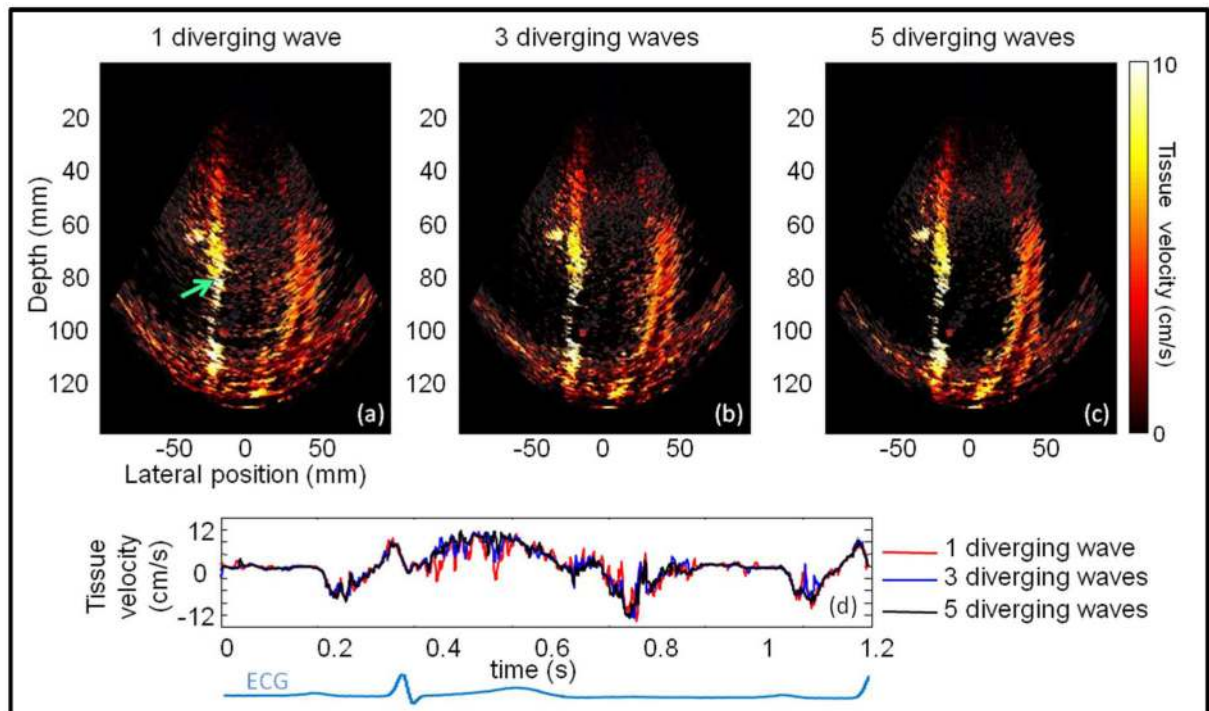 1 diverging wave 3 diverging waves 5 diverging waves
20 20 20 10
40 40 40
60 60 60
80 80 80
100 100 100
120 120 120 0
Depth (mm)
Tissue velocity (cm/s)
(a) (b) (c)
-50 0 50 -50 0 50 -50 0 50
Lateral position (mm)
12
0
-12
Tissue
velocity
(cm/s)
(d)
1 diverging wave
3 diverging waves
5 diverging waves
0 0.2 0.4 0.6 0.8 1 1.2
time (s)
ECG